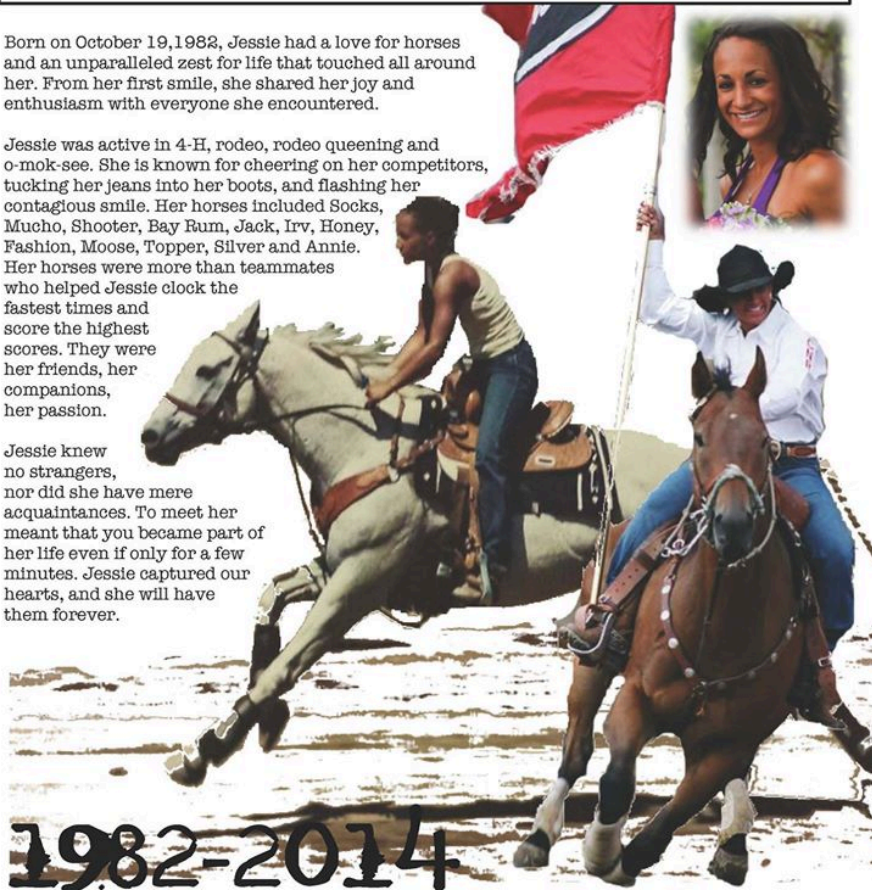 Born on October 19,1982, Jessie had a love for horses
and an unparalleled zest for life that touched all around
her. From her first smile, she shared her joy and
enthusiasm with everyone she encountered.
Jessie was active in 4-H, rodeo, rodeo queening and
o-mok-see. She is known for cheering on her competitors,
tucking her jeans into her boots, and flashing her
contagious smile. Her horses included Socks,
Mucho, Shooter, Bay Rum, Jack, Irv, Honey,
Fashion, Moose, Topper, Silver and Annie.
Her horses were more than teammates
who helped Jessie clock the
fastest times and
score the highest
scores. They were
her friends, her
companions,
her passion.
Jessie knew
no strangers,
nor did she have mere
acquaintances. To meet her
meant that you became part of
her life even if only for a few
minutes. Jessie captured our
hearts, and she will have
them forever.
1982-2014